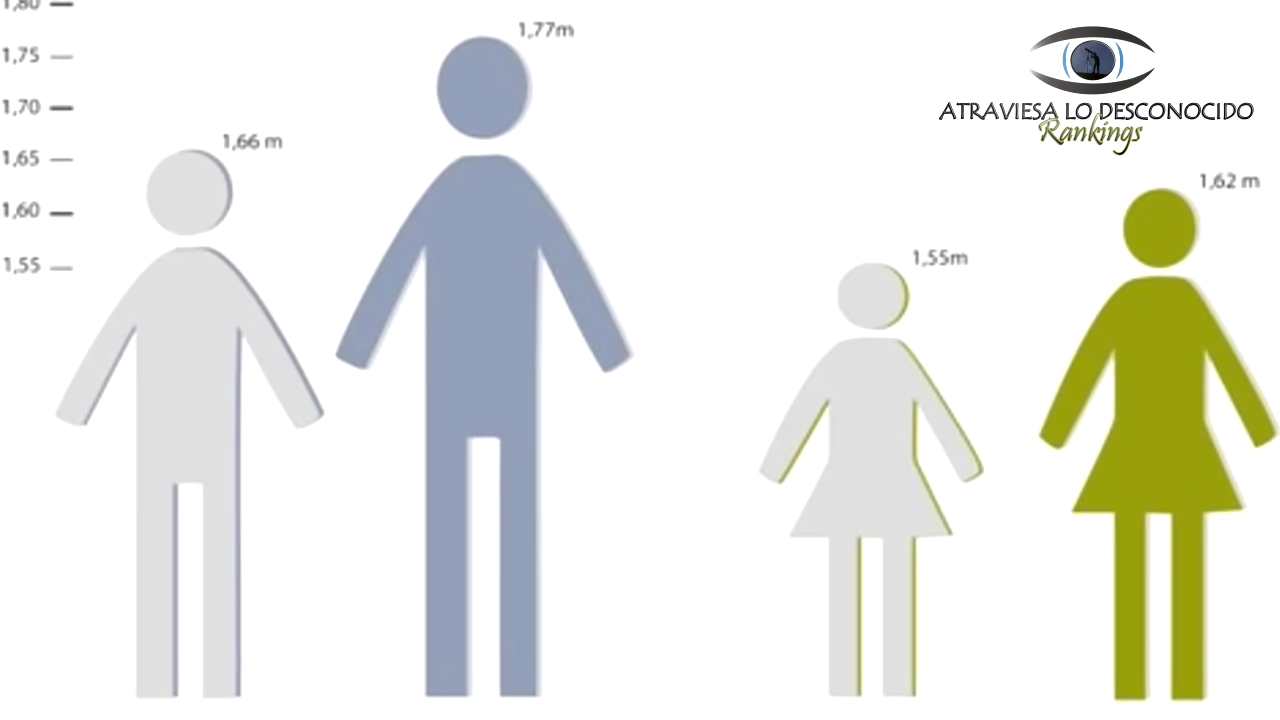 1,80
1,75
1,70
1,65
1,60
1,55
1,66 m
1,77m
1,55m
1,62 m
ATRAVIESA LO DESCONOCIDO
Rankings